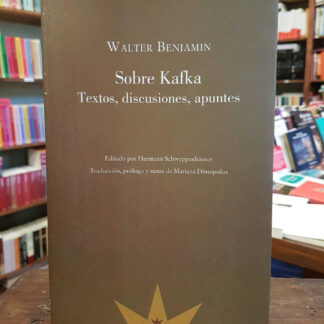 WALTER BENJAMIN
Sobre Kafka
Textos, discusiones, apuntes
Editado por Hermann Schweppenhäuser
Traducción, prólogo y notas de Mariana Dimópulos